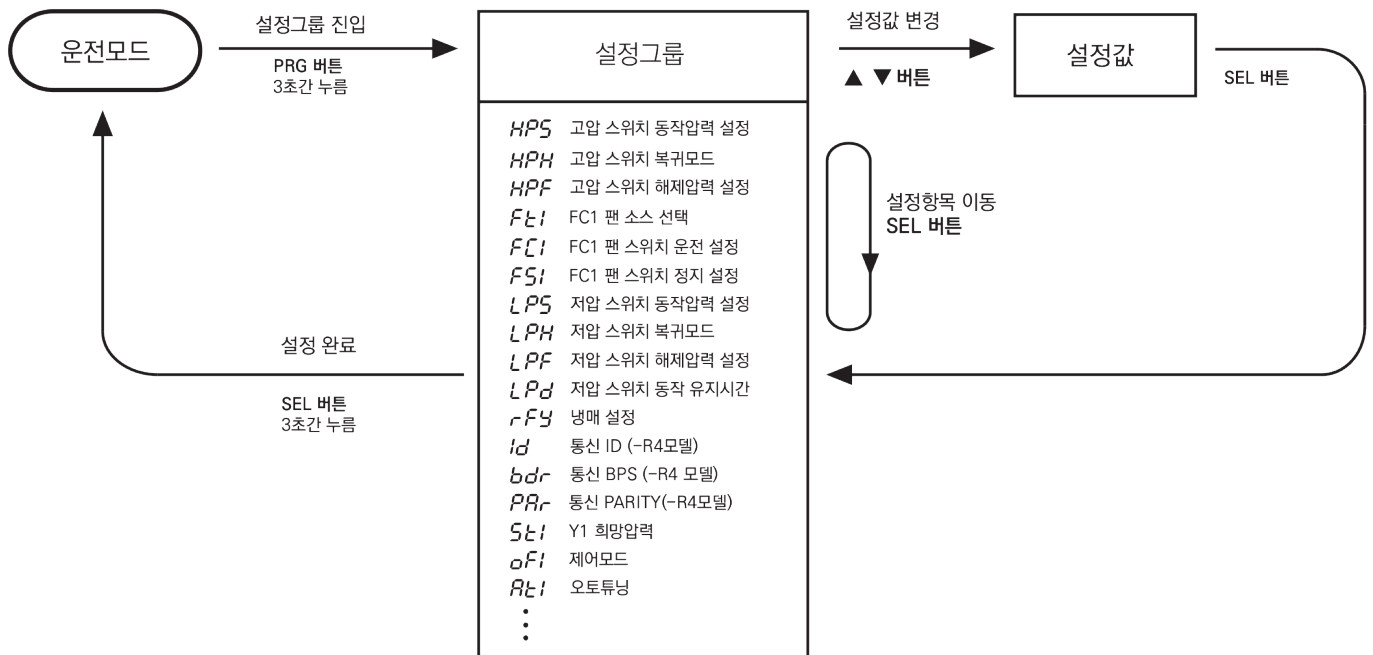 운전모드
설정그룹 진입
PRG 버튼
3초간 누름
설정그룹
설정값 변경
▲ ▼ 버튼
설정값
SEL 버튼
HPS 고압 스위치 동작압력 설정
HPH 고압 스위치 복귀모드
HPF 고압 스위치 해제압력 설정
Ft1 FC1 팬 소스 선택
FC1 FC1 팬 스위치 운전 설정
FS1 FC1 팬 스위치 정지 설정
LPS 저압 스위치 동작압력 설정
LPH 저압 스위치 복귀모드
LPF 저압 스위치 해제압력 설정
LPd 저압 스위치 동작 유지시간
rFy 냉매 설정
Id 통신 ID (-R4모델)
bdr 통신 BPS (-R4 모델)
PAr 통신 PARITY(-R4모델)
St1 Y1 희망압력
oF1 제어모드
At1 오토튜닝
설정항목 이동
SEL 버튼
설정 완료
SEL 버튼
3초간 누름